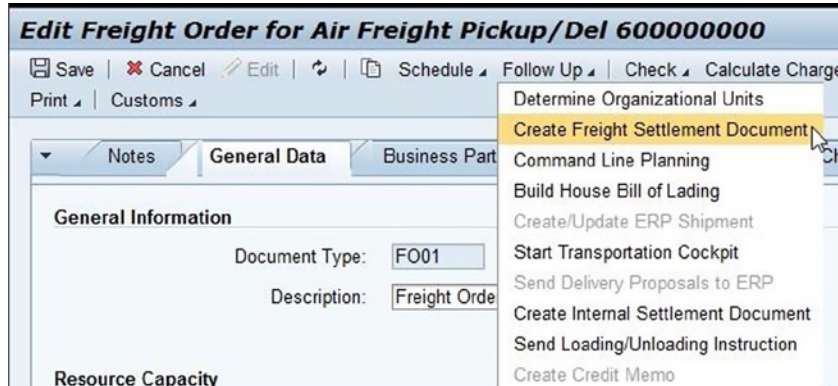 Edit Freight Order for Air Freight Pickup/Del 600000000
Save | Cancel Edit | Schedule Follow Up | Check Calculate Charge
Print | Customs
Determine Organizational Units
Create Freight Settlement Document
Command Line Planning
Build House Bill of Lading
Create/Update ERP Shipment
Start Transportation Cockpit
Send Delivery Proposals to ERP
Create Internal Settlement Document
Send Loading/Unloading Instruction
Create Credit Memo
Notes General Data Business Part Ch
General Information
Document Type: FO01
Description: Freight Orde
Resource Capacity